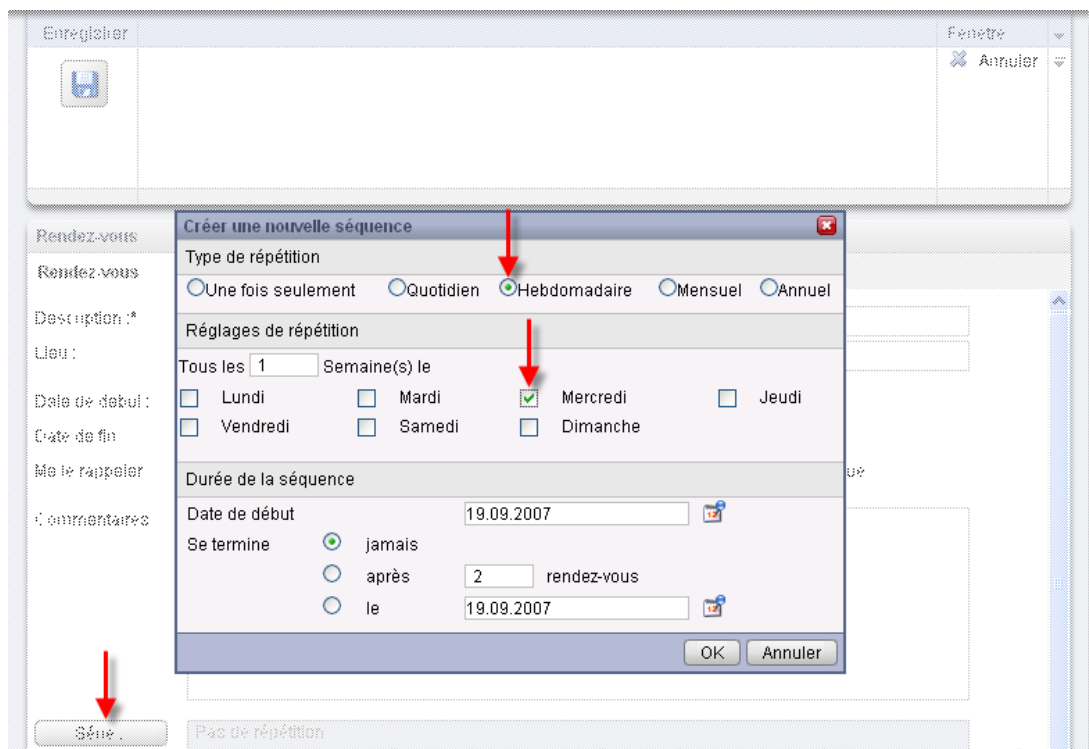 Enregistrer Fenetre
Annuler
Créer une nouvelle séquence
Rendez-vous
Type de répétition
Rendez-vous
Une fois seulement Quotidien Hebdomadaire Mensuel Annuel
Description :*
Réglages de répétition
Lieu :
Tous les 1 Semaine(s) le
Date de début : Lundi Mardi Mercredi Jeudi
Vendredi Samedi Dimanche
Date de fin
Me le rappeler
Durée de la séquence
Commentaires
Date de début 19.09.2007
Se termine jamais
après 2 rendez-vous
le 19.09.2007
OK Annuler
Pas de répétition